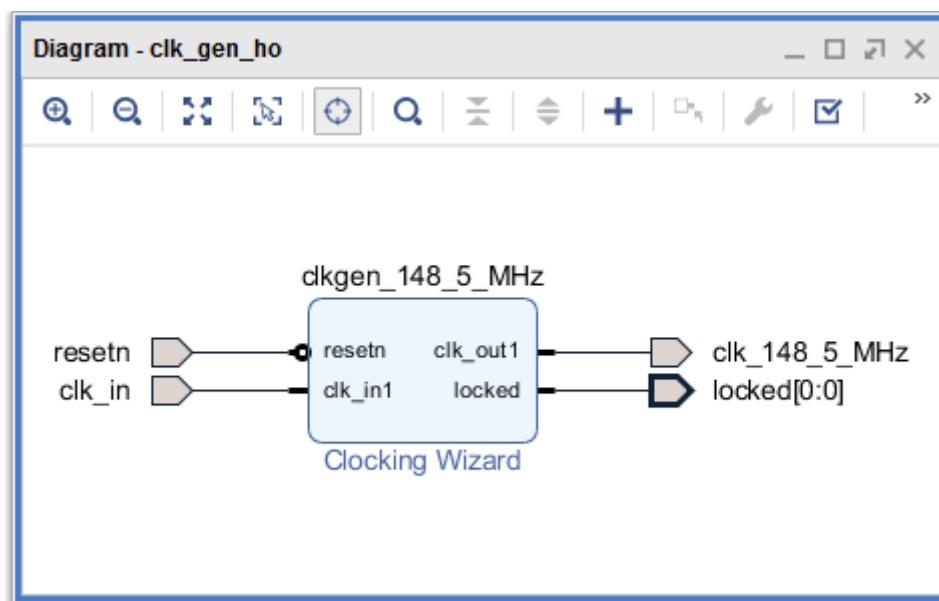 Diagram - clk_gen_ho
clkgen_148_5_MHz
resetn
resetn
clk_out1
clk_148_5_MHz
clk_in
clk_in1
locked
locked[0:0]
Clocking Wizard